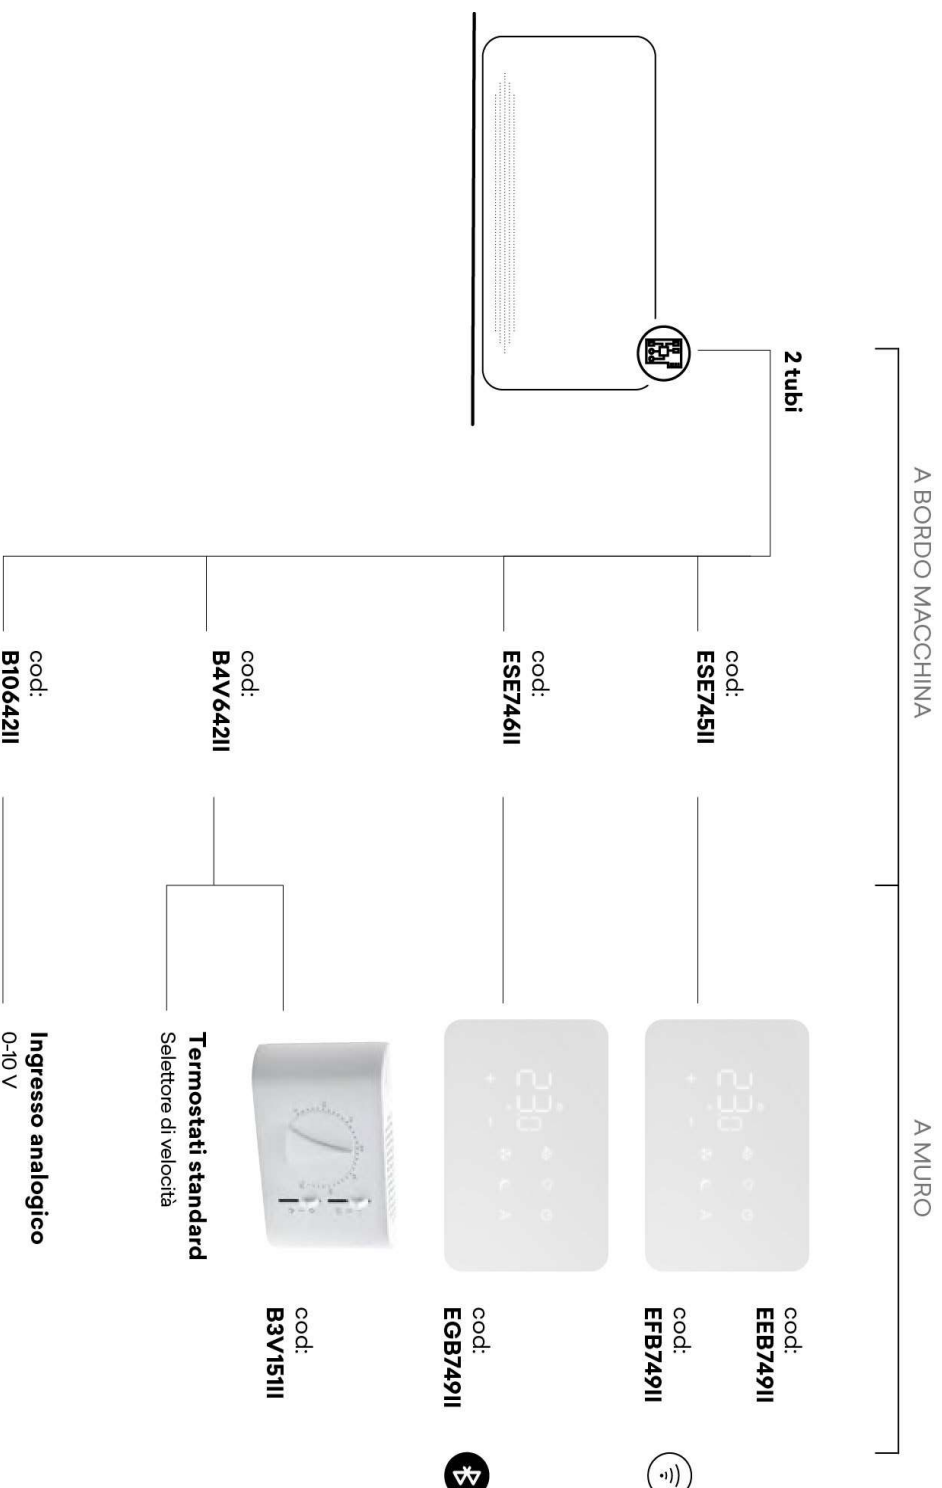 A BORDO MACCHINA
A MURO
2 tubi
cod:
ESE745II
cod:
EEB749II
cod:
EFB749II
cod:
ESE746II
cod:
EGB749II
cod:
B4V642II
cod:
B3V151II
Termostati standard
Selettore di velocità
cod:
B10642II
Ingresso analogico
0-10 V